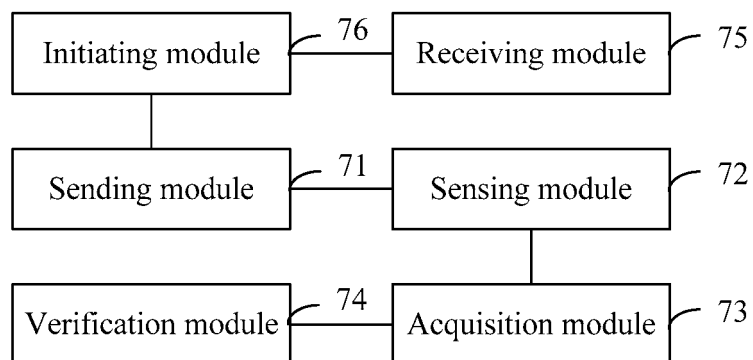 Initiating module 76 Receiving module 75
Sending module 71 Sensing module 72
Verification module 74 Acquisition module 73